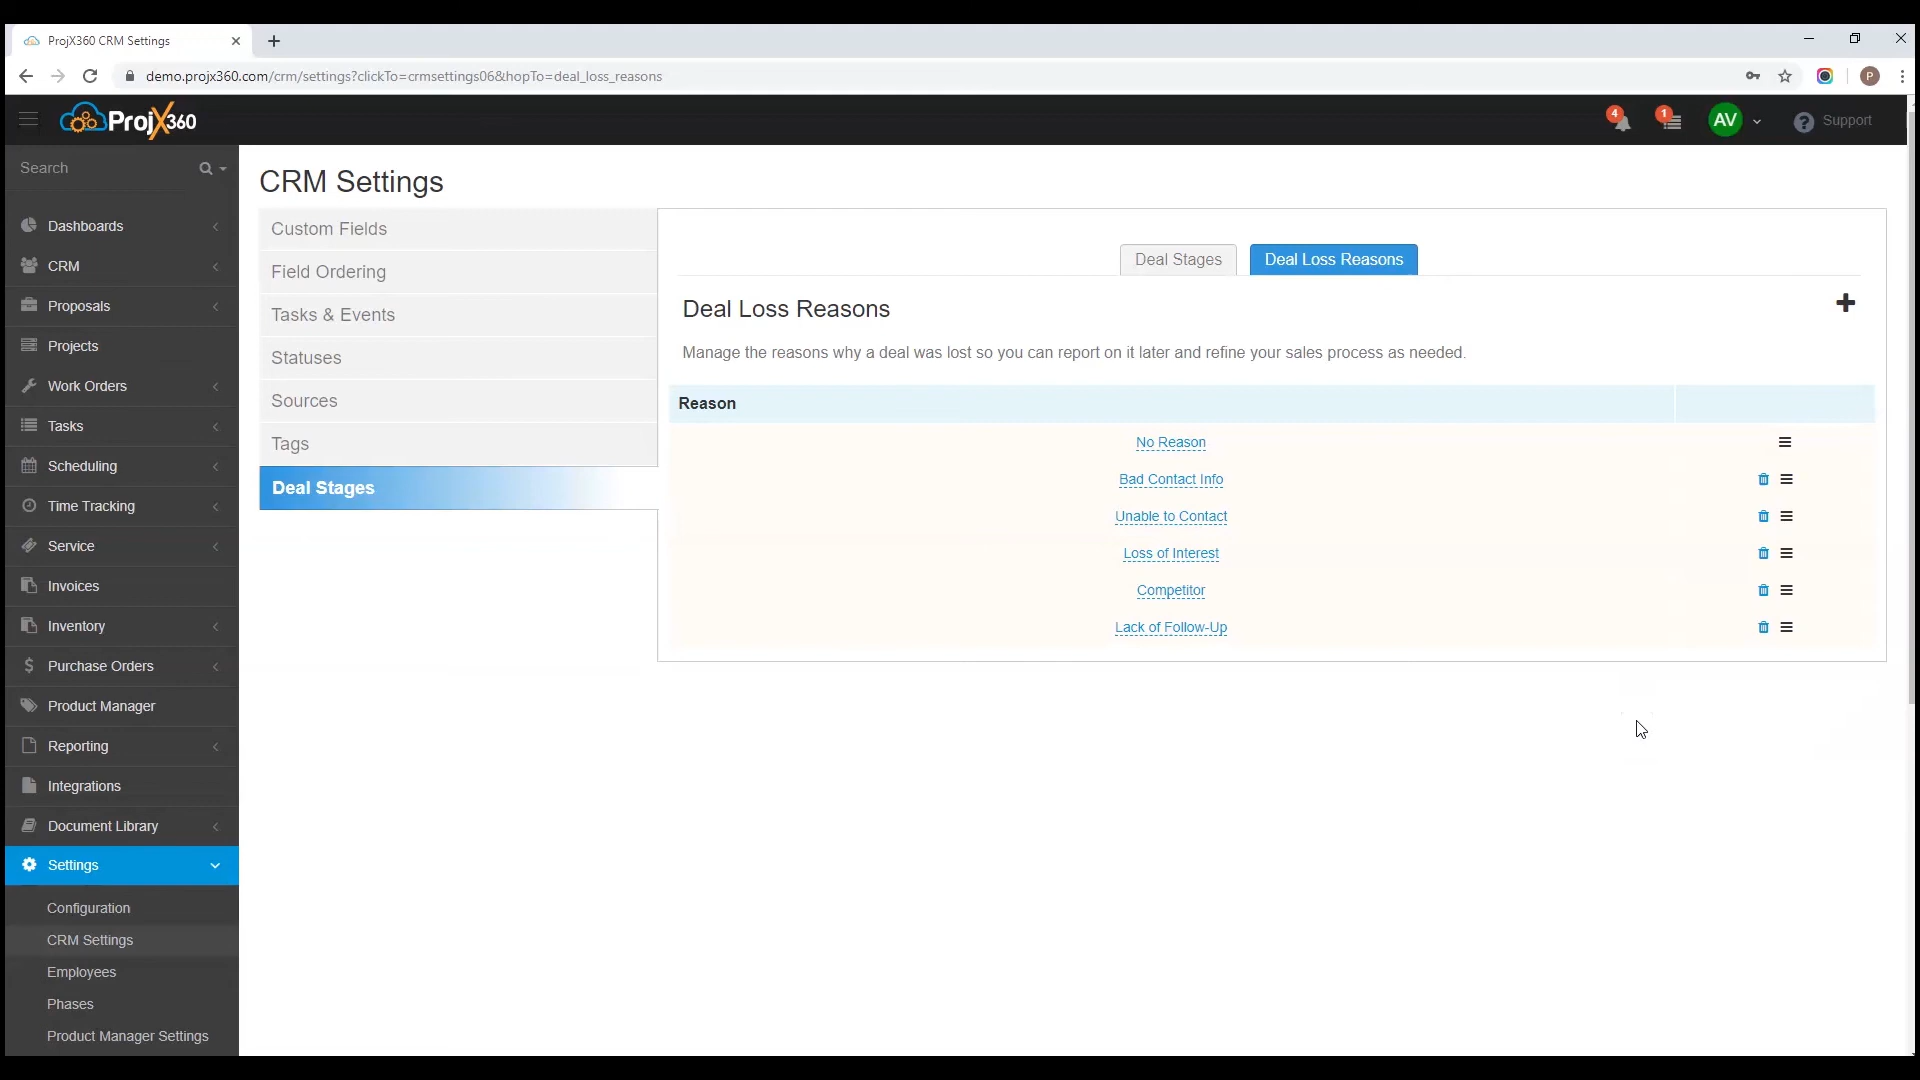 ProjX360 CRM Settings
demo.projx360.com/crm/settings?clickTo=crmsettings06&hopTo=deal_loss_reasons
P
ProjX360
4
1
AV
Support
Search
Dashboards
CRM
Proposals
Projects
Work Orders
Tasks
Scheduling
Time Tracking
Service
Invoices
Inventory
Purchase Orders
Product Manager
Reporting
Integrations
Document Library
Settings
Configuration
CRM Settings
Employees
Phases
Product Manager Settings
CRM Settings
Custom Fields
Field Ordering
Tasks & Events
Statuses
Sources
Tags
Deal Stages
Deal Stages
Deal Loss Reasons
Deal Loss Reasons
Manage the reasons why a deal was lost so you can report on it later and refine your sales process as needed.
Reason
No Reason
Bad Contact Info
Unable to Contact
Loss of Interest
Competitor
Lack of Follow-Up